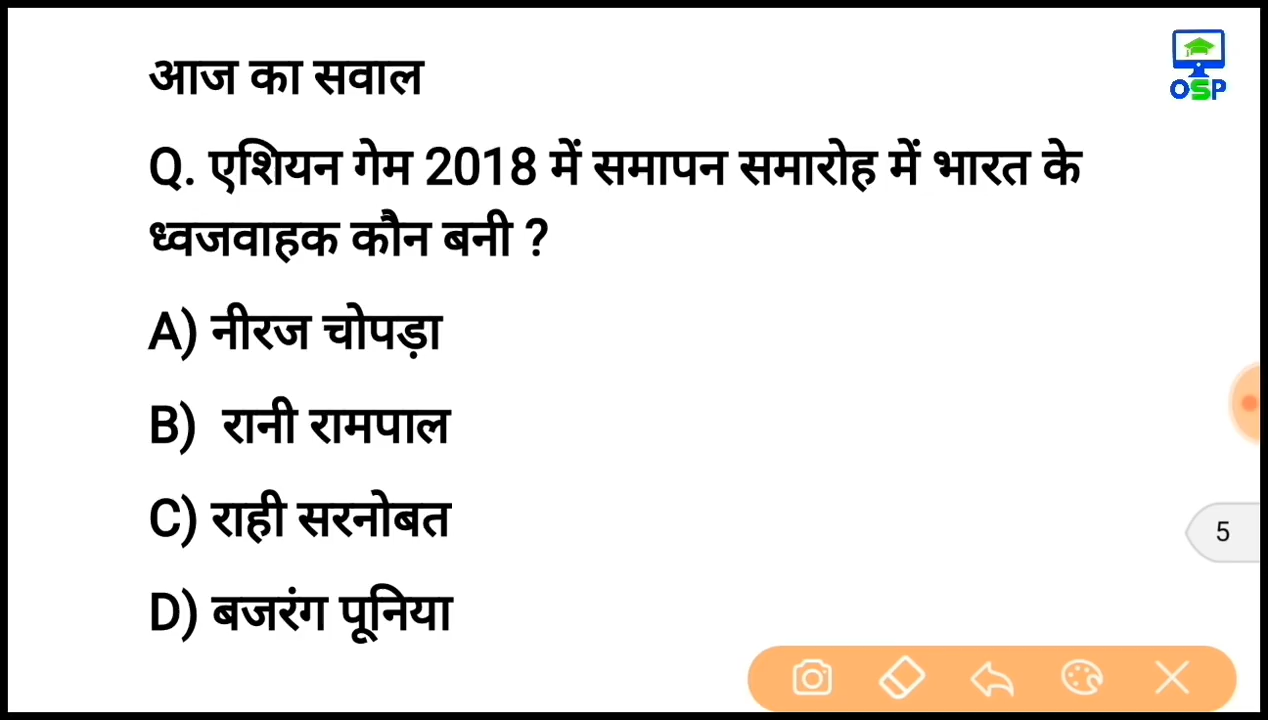 आज का सवाल
OSP
Q. एशियन गेम 2018 में समापन समारोह में भारत के
ध्वजवाहक कौन बनी ?
A) नीरज चोपड़ा
B) रानी रामपाल
C) राही सरनोबत
5
D) बजरंग पूनिया